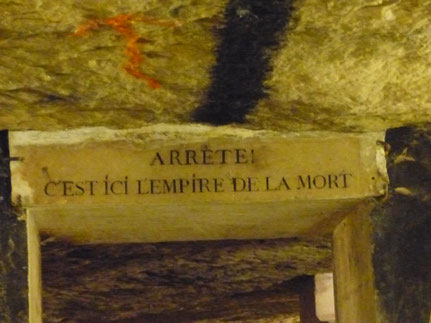 ARRÊTE!
C'EST ICI L'EMPIRE DE LA MORT